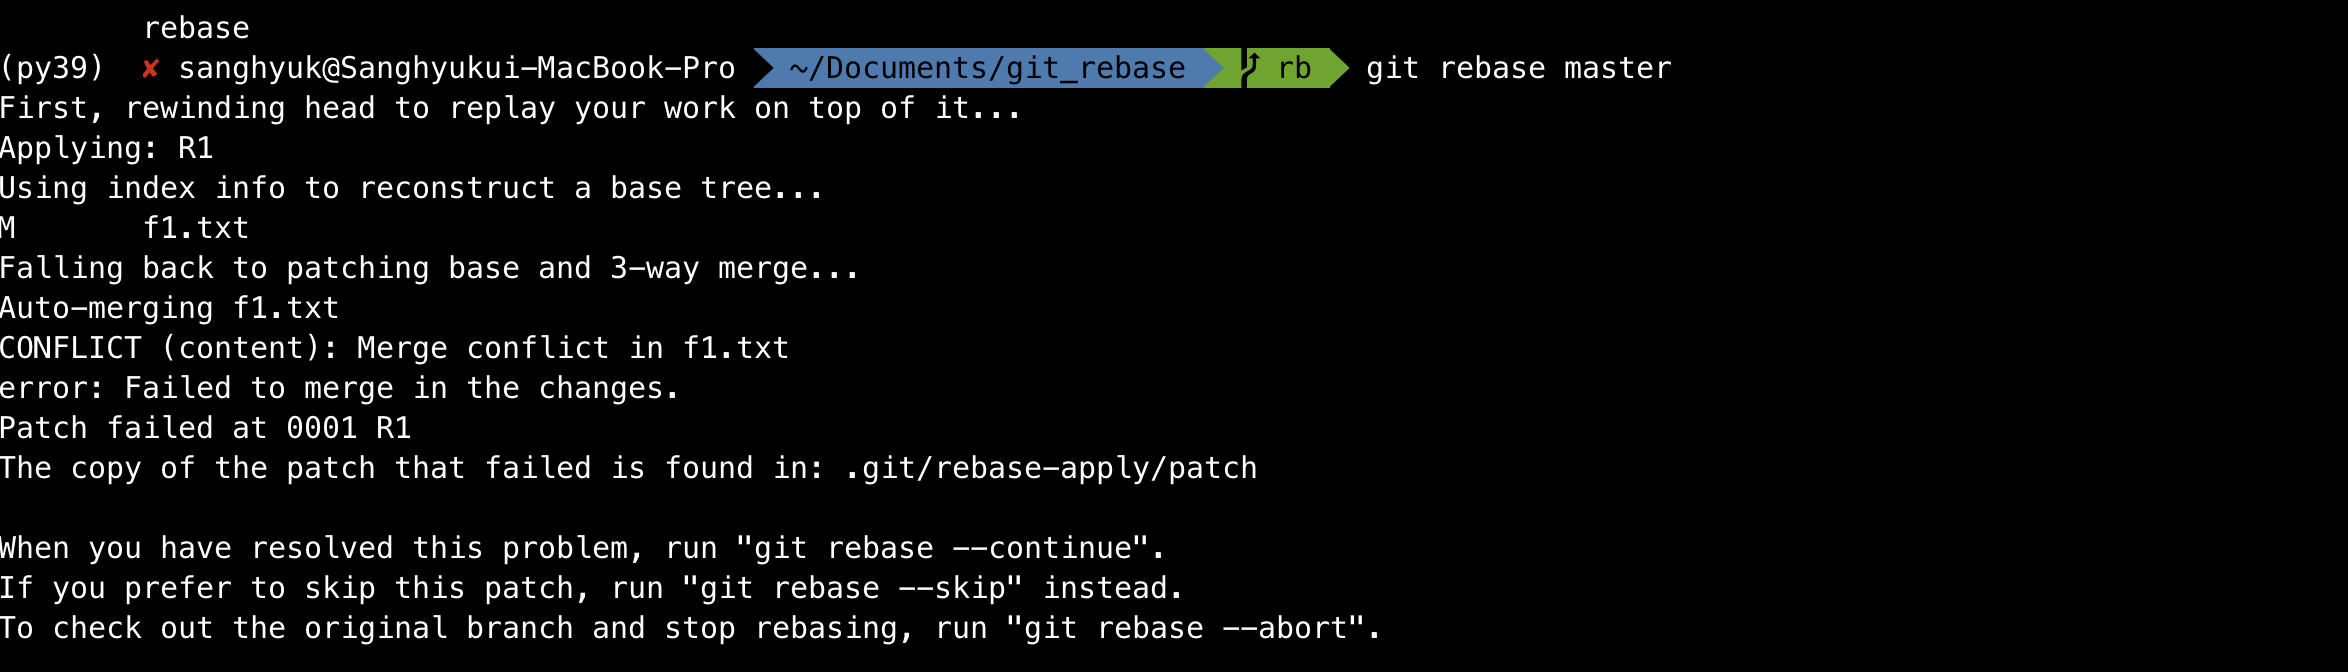 rebase
(py39) ✘ sanghyuk@Sanghyukui-MacBook-Pro ~/Documents/git_rebase rb git rebase master
First, rewinding head to replay your work on top of it...
Applying: R1
Using index info to reconstruct a base tree...
M f1.txt
Falling back to patching base and 3-way merge...
Auto-merging f1.txt
CONFLICT (content): Merge conflict in f1.txt
error: Failed to merge in the changes.
Patch failed at 0001 R1
The copy of the patch that failed is found in: .git/rebase-apply/patch
When you have resolved this problem, run "git rebase --continue".
If you prefer to skip this patch, run "git rebase --skip" instead.
To check out the original branch and stop rebasing, run "git rebase --abort".